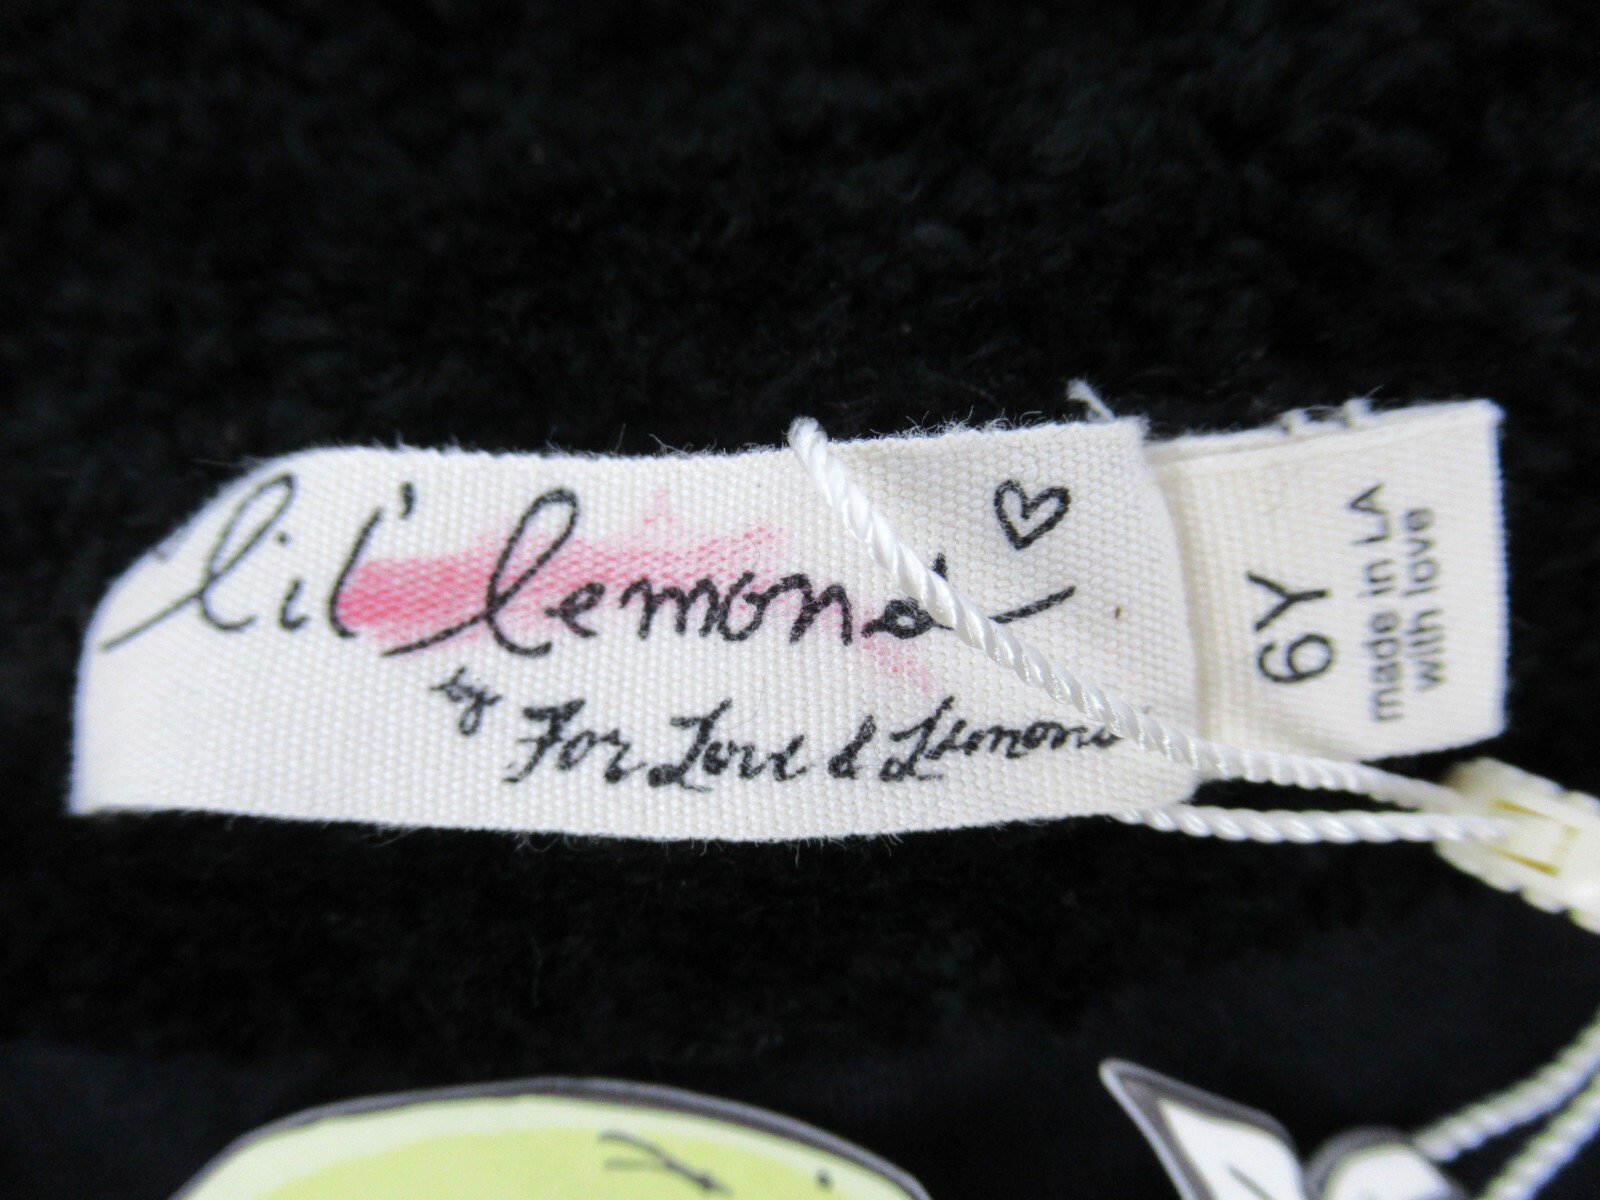 lil' lemons
by For Love & Lemons
6Y
made in LA
with love